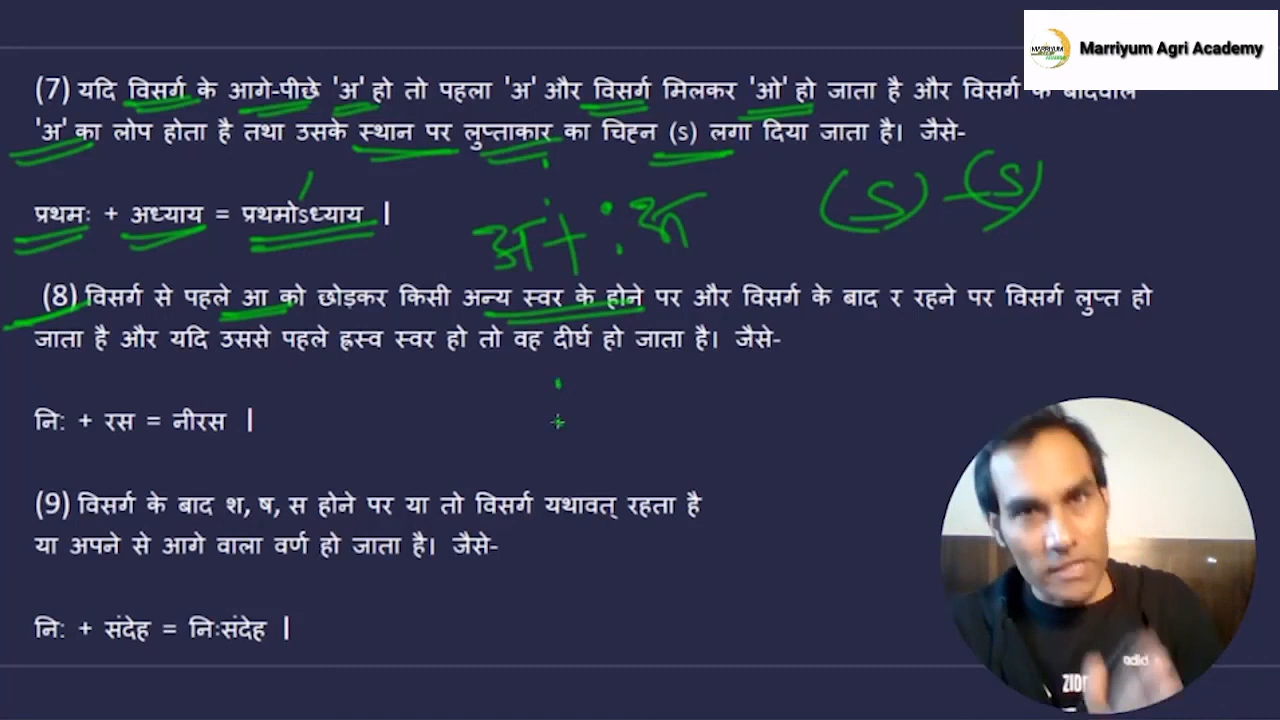 Marriyum Agri Academy
(7) यदि विसर्ग के आगे-पीछे 'अ' हो तो पहला 'अ' और विसर्ग मिलकर 'ओ' हो जाता है और विसर्ग के बादवाले
'अ' का लोप होता है तथा उसके स्थान पर लुप्ताकार का चिह्न (s) लगा दिया जाता है। जैसे-
(s) - (s)
प्रथमः + अध्याय = प्रथमोsध्याय |
अ + : अ
(8) विसर्ग से पहले आ को छोड़कर किसी अन्य स्वर के होने पर और विसर्ग के बाद र रहने पर विसर्ग लुप्त हो
जाता है और यदि उससे पहले ह्रस्व स्वर हो तो वह दीर्घ हो जाता है। जैसे-
नि: + रस = नीरस |
(9) विसर्ग के बाद श, ष, स होने पर या तो विसर्ग यथावत् रहता है
या अपने से आगे वाला वर्ण हो जाता है। जैसे-
नि: + संदेह = निःसंदेह |
ZID